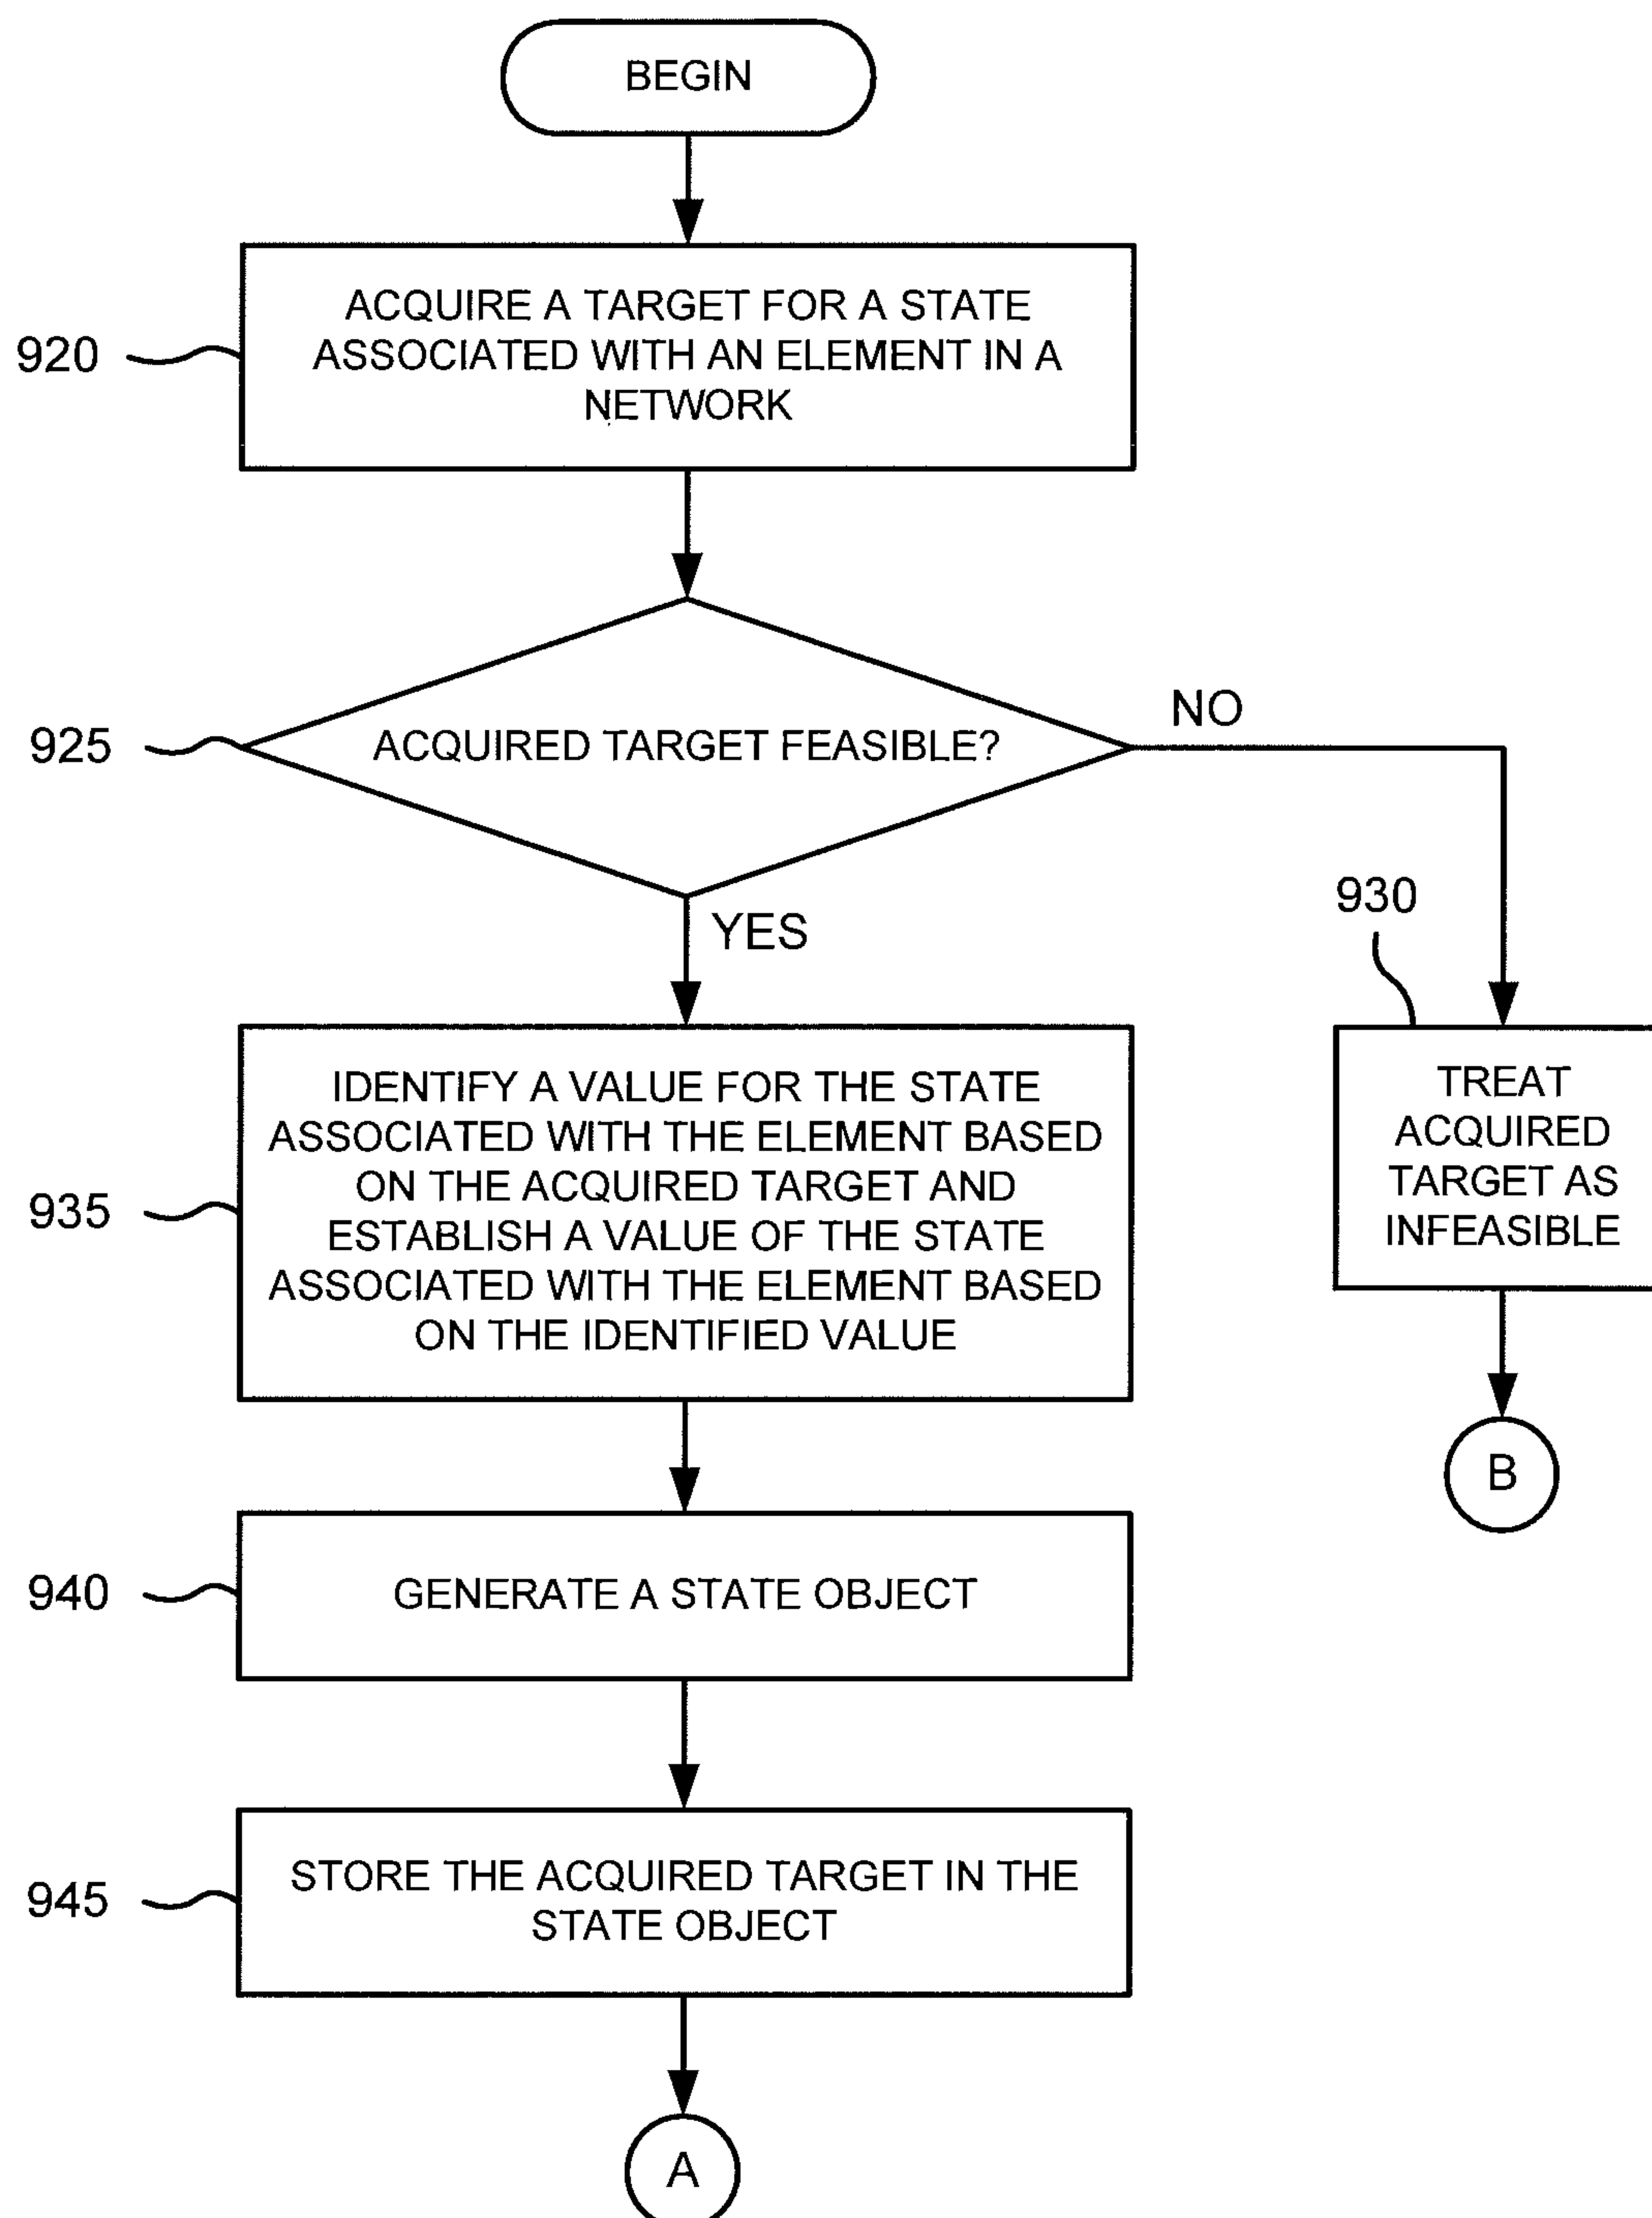 BEGIN
920
ACQUIRE A TARGET FOR A STATE
ASSOCIATED WITH AN ELEMENT IN A
NETWORK
925
ACQUIRED TARGET FEASIBLE?
NO
YES
930
TREAT
ACQUIRED
TARGET AS
INFEASIBLE
B
935
IDENTIFY A VALUE FOR THE STATE
ASSOCIATED WITH THE ELEMENT BASED
ON THE ACQUIRED TARGET AND
ESTABLISH A VALUE OF THE STATE
ASSOCIATED WITH THE ELEMENT BASED
ON THE IDENTIFIED VALUE
940
GENERATE A STATE OBJECT
945
STORE THE ACQUIRED TARGET IN THE
STATE OBJECT
A